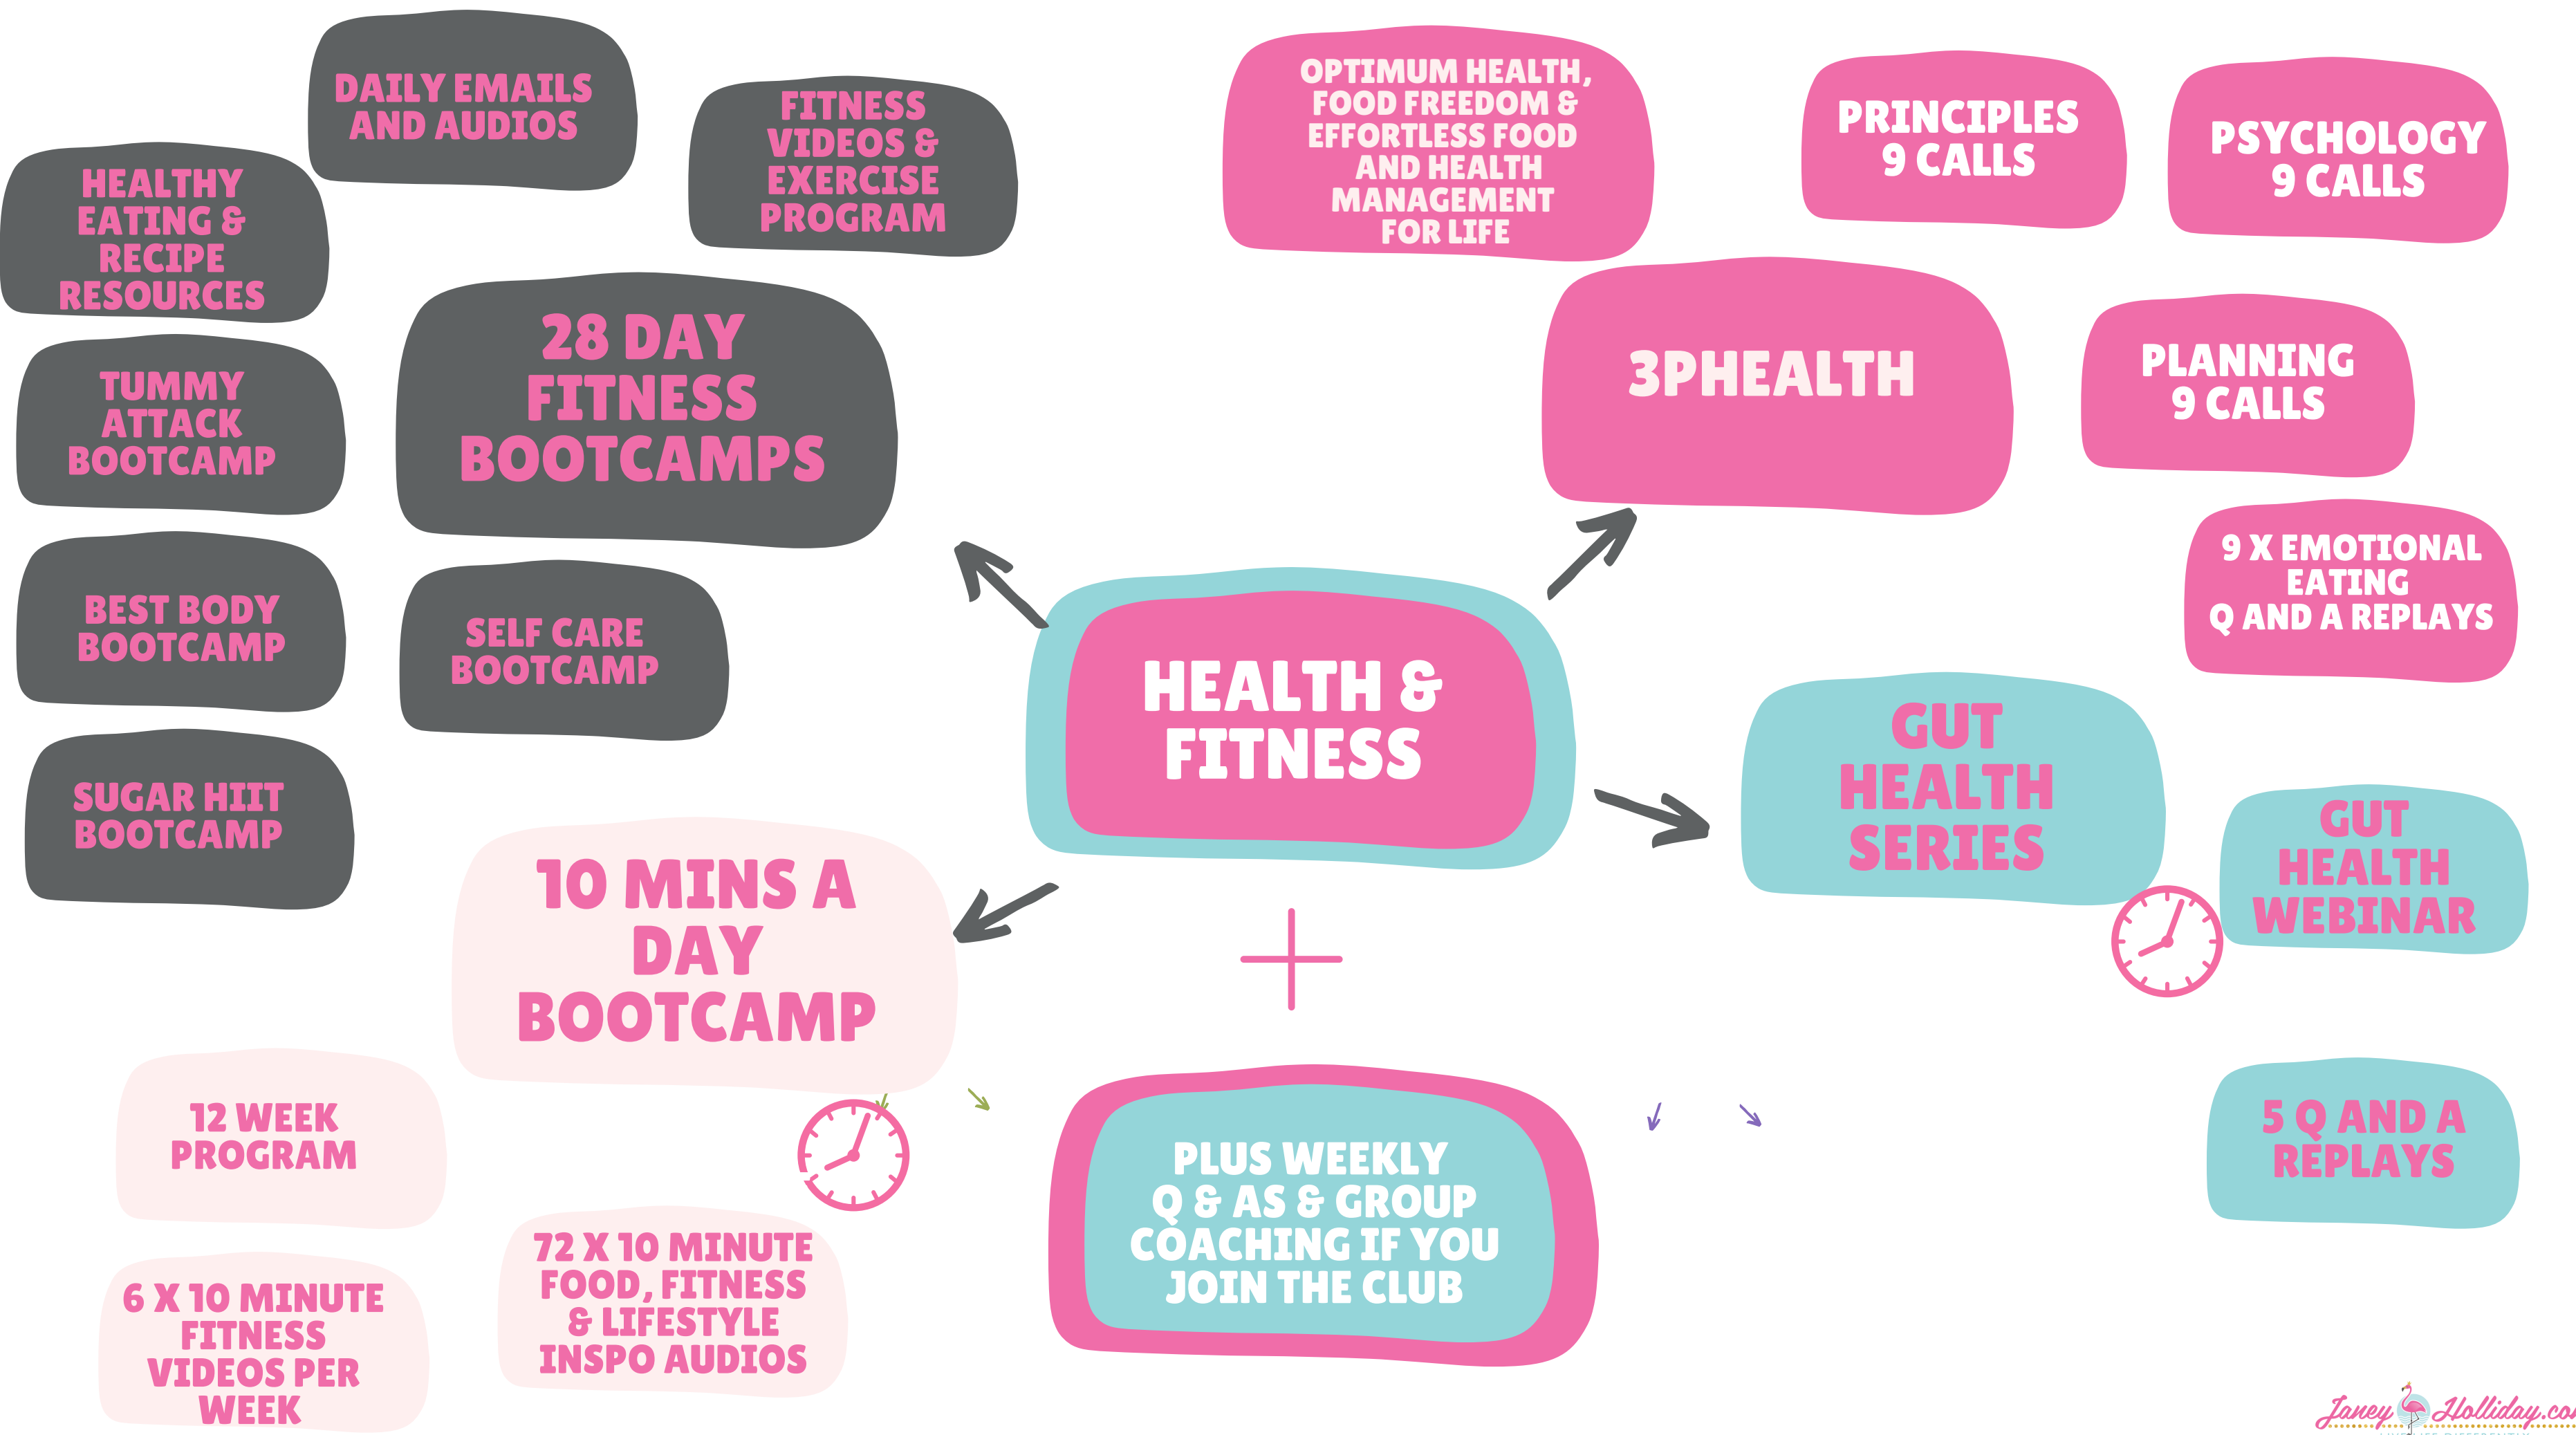 DAILY EMAILS
AND AUDIOS
FITNESS
VIDEOS &
EXERCISE
PROGRAM
HEALTHY
EATING &
RECIPE
RESOURCES
TUMMY
ATTACK
BOOTCAMP
28 DAY
FITNESS
BOOTCAMPS
BEST BODY
BOOTCAMP
SELF CARE
BOOTCAMP
SUGAR HIIT
BOOTCAMP
OPTIMUM HEALTH,
FOOD FREEDOM &
EFFORTLESS FOOD
AND HEALTH
MANAGEMENT
FOR LIFE
PRINCIPLES
9 CALLS
PSYCHOLOGY
9 CALLS
3PHEALTH
PLANNING
9 CALLS
9 X EMOTIONAL
EATING
Q AND A REPLAYS
HEALTH &
FITNESS
GUT
HEALTH
SERIES
GUT
HEALTH
WEBINAR
5 Q AND A
REPLAYS
10 MINS A
DAY
BOOTCAMP
12 WEEK
PROGRAM
6 X 10 MINUTE
FITNESS
VIDEOS PER
WEEK
72 X 10 MINUTE
FOOD, FITNESS
& LIFESTYLE
INSPO AUDIOS
PLUS WEEKLY
Q & AS & GROUP
COACHING IF YOU
JOIN THE CLUB
Janey Holliday.co